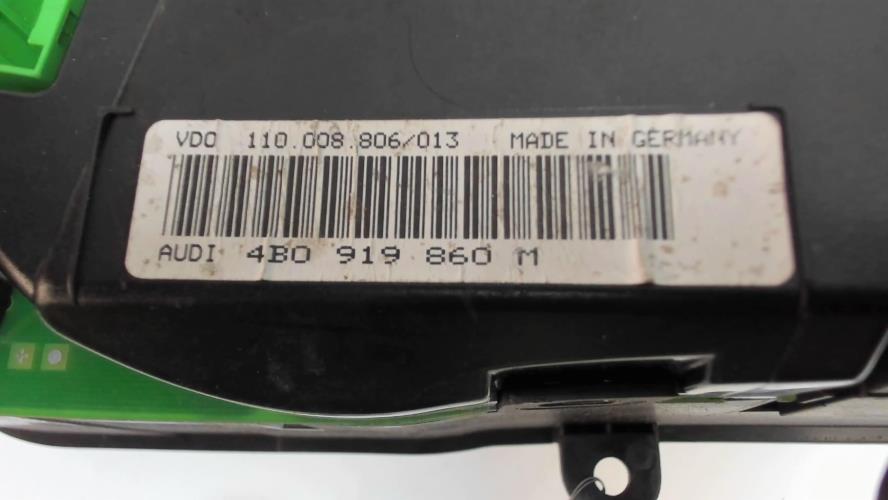 VDO 110.008.806/013 MADE IN GERMANY
AUDI 4B0 919 860 M